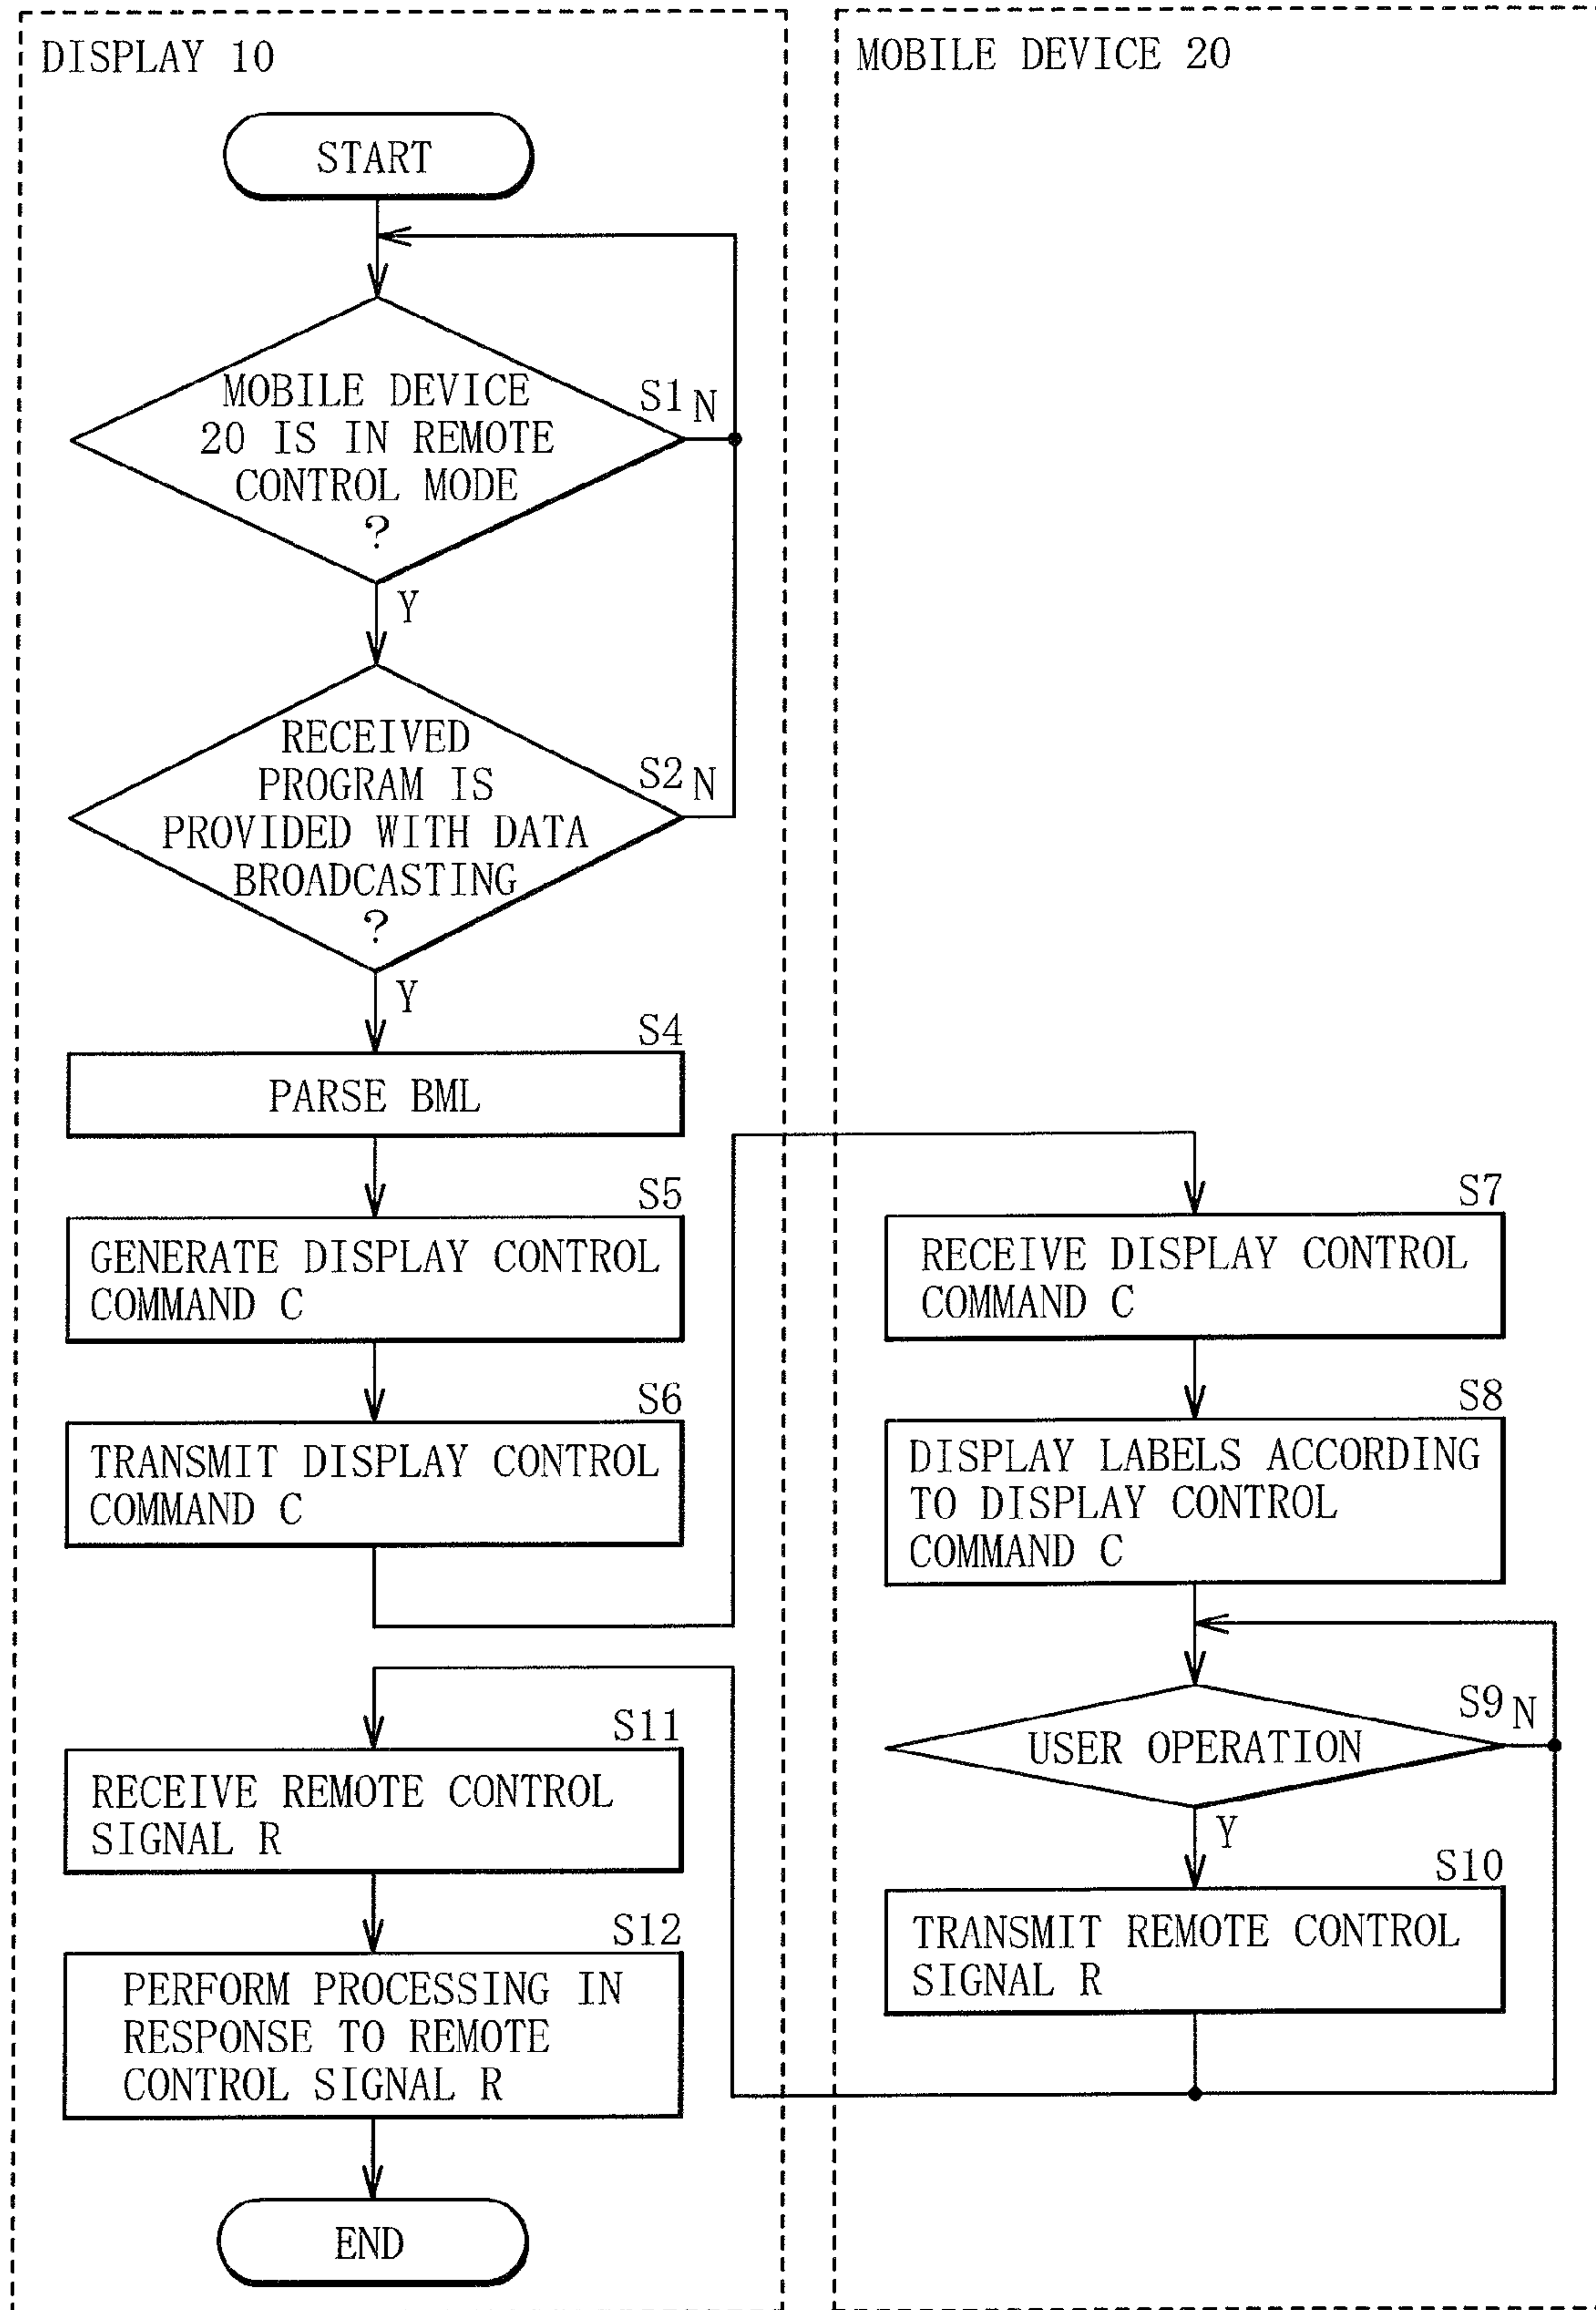 DISPLAY 10
START
MOBILE DEVICE
20 IS IN REMOTE
CONTROL MODE
?
S1
N
Y
RECEIVED
PROGRAM IS
PROVIDED WITH DATA
BROADCASTING
?
S2
N
Y
S4
PARSE BML
S5
GENERATE DISPLAY CONTROL
COMMAND C
S6
TRANSMIT DISPLAY CONTROL
COMMAND C
S11
RECEIVE REMOTE CONTROL
SIGNAL R
S12
PERFORM PROCESSING IN
RESPONSE TO REMOTE
CONTROL SIGNAL R
END
MOBILE DEVICE 20
S7
RECEIVE DISPLAY CONTROL
COMMAND C
S8
DISPLAY LABELS ACCORDING
TO DISPLAY CONTROL
COMMAND C
S9
N
USER OPERATION
Y
S10
TRANSMIT REMOTE CONTROL
SIGNAL R